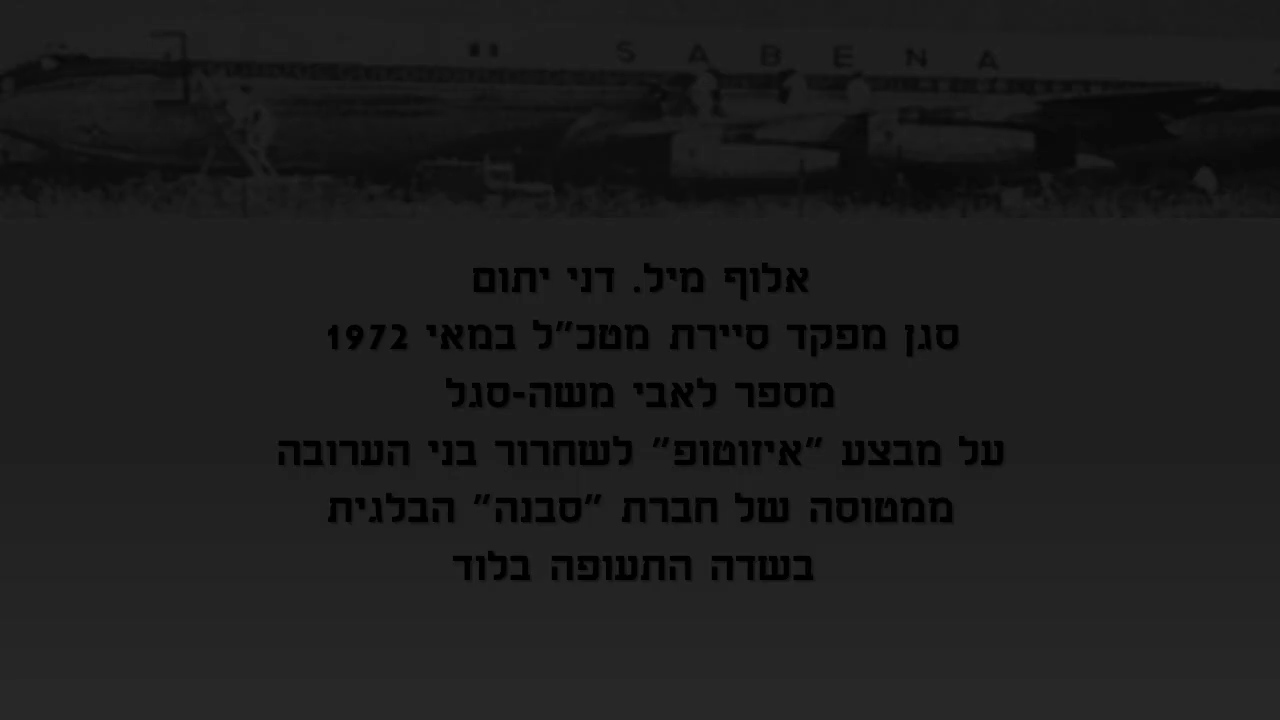 SABENA
אלוף מיל. דני יתום
סגן מפקד סיירת מטכ"ל במאי 1972
מספר לאבי משה-סגל
על מבצע "איזוטופ" לשחרור בני הערובה
ממטוסה של חברת "סבנה" הבלגית
בשדה התעופה בלוד